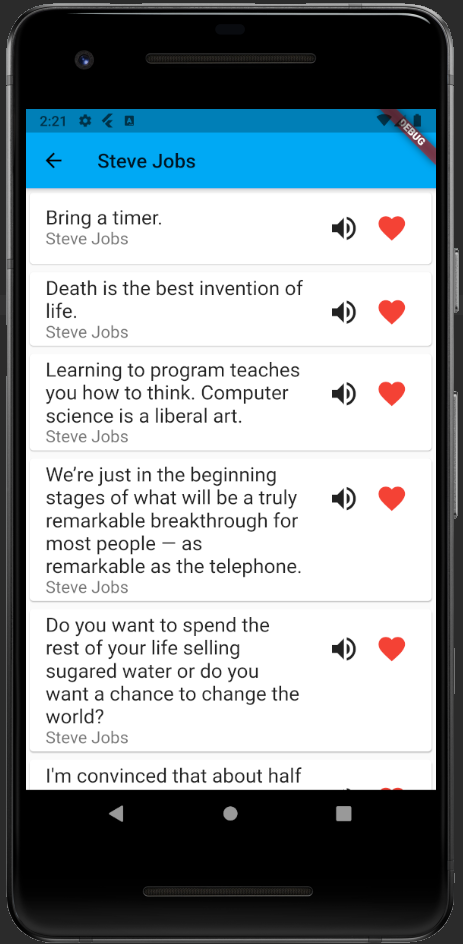 2:21
DEBUG
Steve Jobs
Bring a timer.
Steve Jobs
Death is the best invention of
life.
Steve Jobs
Learning to program teaches
you how to think. Computer
science is a liberal art.
Steve Jobs
We’re just in the beginning
stages of what will be a truly
remarkable breakthrough for
most people — as
remarkable as the telephone.
Steve Jobs
Do you want to spend the
rest of your life selling
sugared water or do you
want a chance to change the
world?
Steve Jobs
I'm convinced that about half